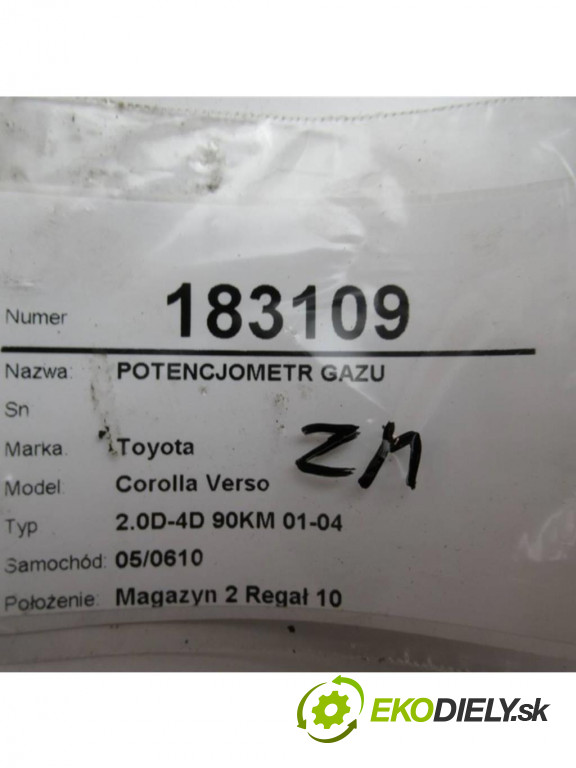 Numer 183109
Nazwa: POTENCJOMETR GAZU
Sn
Marka: Toyota
ZM
Model: Corolla Verso
Typ 2.0D-4D 90KM 01-04
Samochód: 05/0610
Położenie: Magazyn 2 Regał 10
EKODIELY.sk